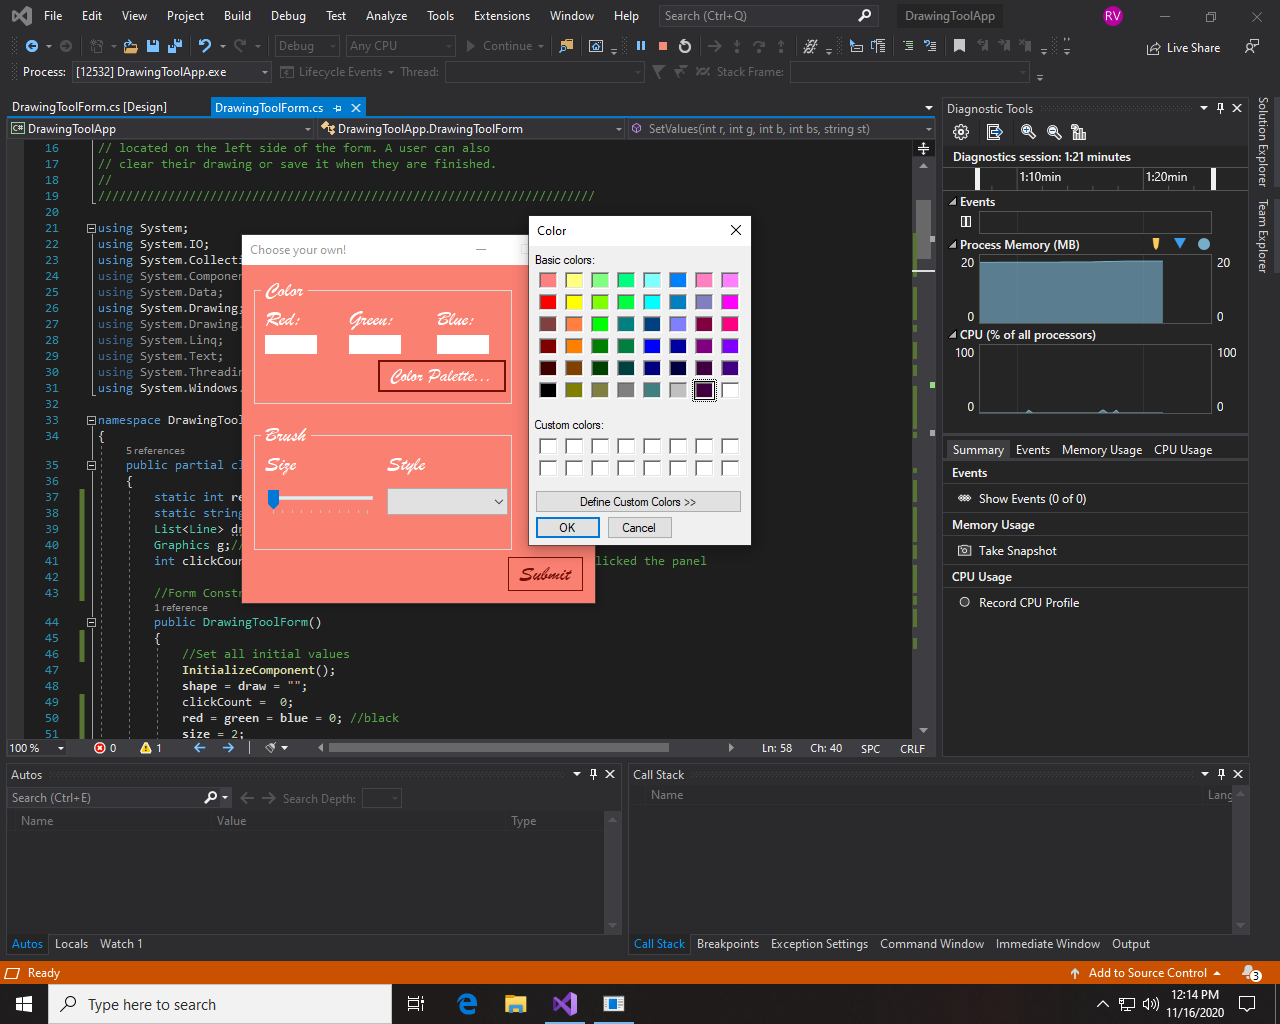 File Edit View Project Build Debug Test Analyze Tools Extensions Window Help Search (Ctrl+Q) DrawingToolApp RV
Debug Any CPU Continue Live Share
Process: [12532] DrawingToolApp.exe Lifecycle Events Thread: Stack Frame:
DrawingToolForm.cs [Design] DrawingToolForm.cs
DrawingToolApp DrawingToolApp.DrawingToolForm SetValues(int r, int g, int b, int bs, string st)
16 // located on the left side of the form. A user can also
17 // clear their drawing or save it when they are finished.
18 //
19 ///////////////////////////////////////////////////////////////////////
20
21 using System;
22 using System.IO;
23 using System.Collecti
24 using System.Componen
25 using System.Data;
26 using System.Drawing;
27 using System.Drawing.
28 using System.Linq;
29 using System.Text;
30 using System.Threadin
31 using System.Windows.
32
33 namespace DrawingTool
34 {
5 references
35 public partial cl
36 {
37 static int re
38 static string
39 List<Line> dr
40 Graphics g;/
41 int clickCoun licked the panel
42
43 //Form Constr
1 reference
44 public DrawingToolForm()
45 {
46 //Set all initial values
47 InitializeComponent();
48 shape = draw = "";
49 clickCount = 0;
50 red = green = blue = 0; //black
51 size = 2;
100 % 0 1 Ln: 58 Ch: 40 SPC CRLF
Choose your own!
Color
Red: Green: Blue:
Color Palette...
Brush
Size Style
Submit
Color
Basic colors:
Custom colors:
Define Custom Colors >>
OK Cancel
Diagnostic Tools
Diagnostics session: 1:21 minutes
1:10min 1:20min
Events
Process Memory (MB)
20 20
0 0
CPU (% of all processors)
100 100
0 0
Summary Events Memory Usage CPU Usage
Events
Show Events (0 of 0)
Memory Usage
Take Snapshot
CPU Usage
Record CPU Profile
Solution Explorer
Team Explorer
Autos
Search (Ctrl+E) Search Depth:
Name Value Type
Autos Locals Watch 1
Call Stack
Name Lang
Call Stack Breakpoints Exception Settings Command Window Immediate Window Output
Ready Add to Source Control 3
Type here to search
12:14 PM
11/16/2020